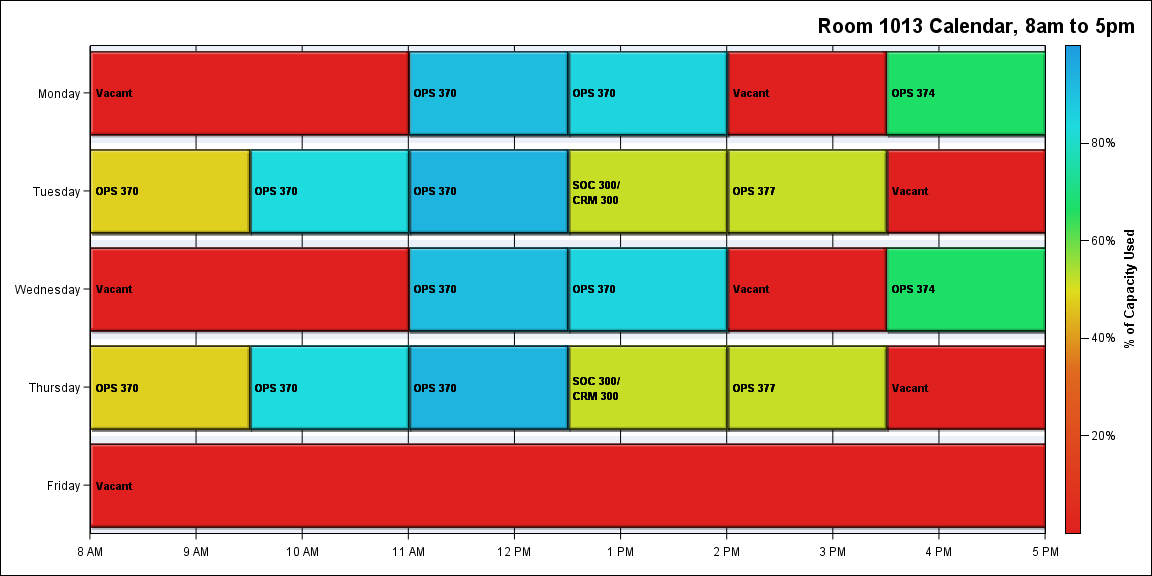 Room 1013 Calendar, 8am to 5pm
Monday
Vacant
OPS 370
OPS 370
Vacant
OPS 374
Tuesday
OPS 370
OPS 370
OPS 370
SOC 300/
CRM 300
OPS 377
Vacant
Wednesday
Vacant
OPS 370
OPS 370
Vacant
OPS 374
Thursday
OPS 370
OPS 370
OPS 370
SOC 300/
CRM 300
OPS 377
Vacant
Friday
Vacant
8 AM
9 AM
10 AM
11 AM
12 PM
1 PM
2 PM
3 PM
4 PM
5 PM
80%
60%
40%
20%
% of Capacity Used